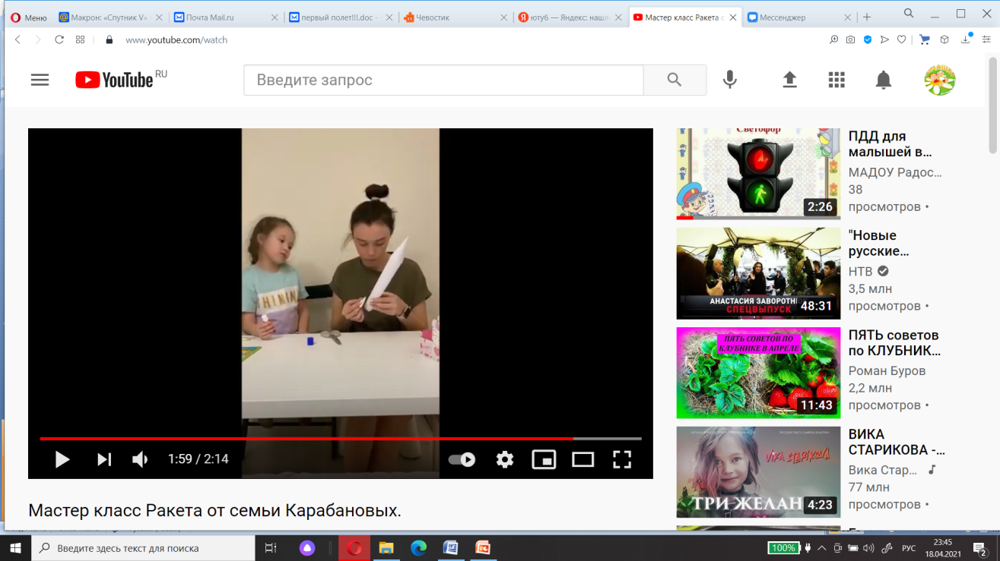 Меню
Макрон: «Спутник V»
Почта Mail.ru
первый полет!!!.doc -
Чевостик
ютуб — Яндекс: нашл
Мастер класс Ракета о
Мессенджер
www.youtube.com/watch
YouTube RU
Введите запрос
Светофор
2:26
ПДД для
малышей в...
МАДОУ Радос...
38
просмотров •
АНАСТАСИЯ ЗАВОРОТНЮ
СПЕЦВЫПУСК
48:31
"Новые
русские...
НТВ
3,5 млн
просмотров •
ПЯТЬ СОВЕТОВ ПО
КЛУБНИКЕ В АПРЕЛЕ
11:43
ПЯТЬ советов
по КЛУБНИК...
Роман Буров
2,2 млн
просмотров •
VIKA STARIKOVA
ТРИ ЖЕЛАН
4:23
ВИКА
СТАРИКОВА -...
Вика Стар...
77 млн
просмотров •
THININ
1:59 / 2:14
Мастер класс Ракета от семьи Карабановых.
Введите здесь текст для поиска
100%
РУС
23:45
18.04.2021
2